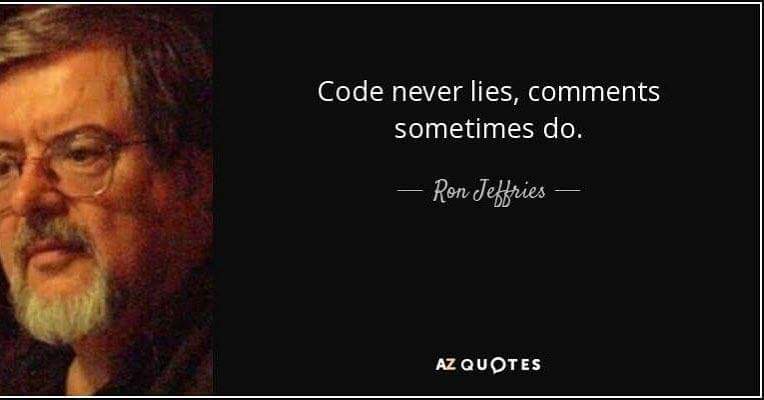 Code never lies, comments
sometimes do.
— Ron Jeffries —
AZ QUOTES